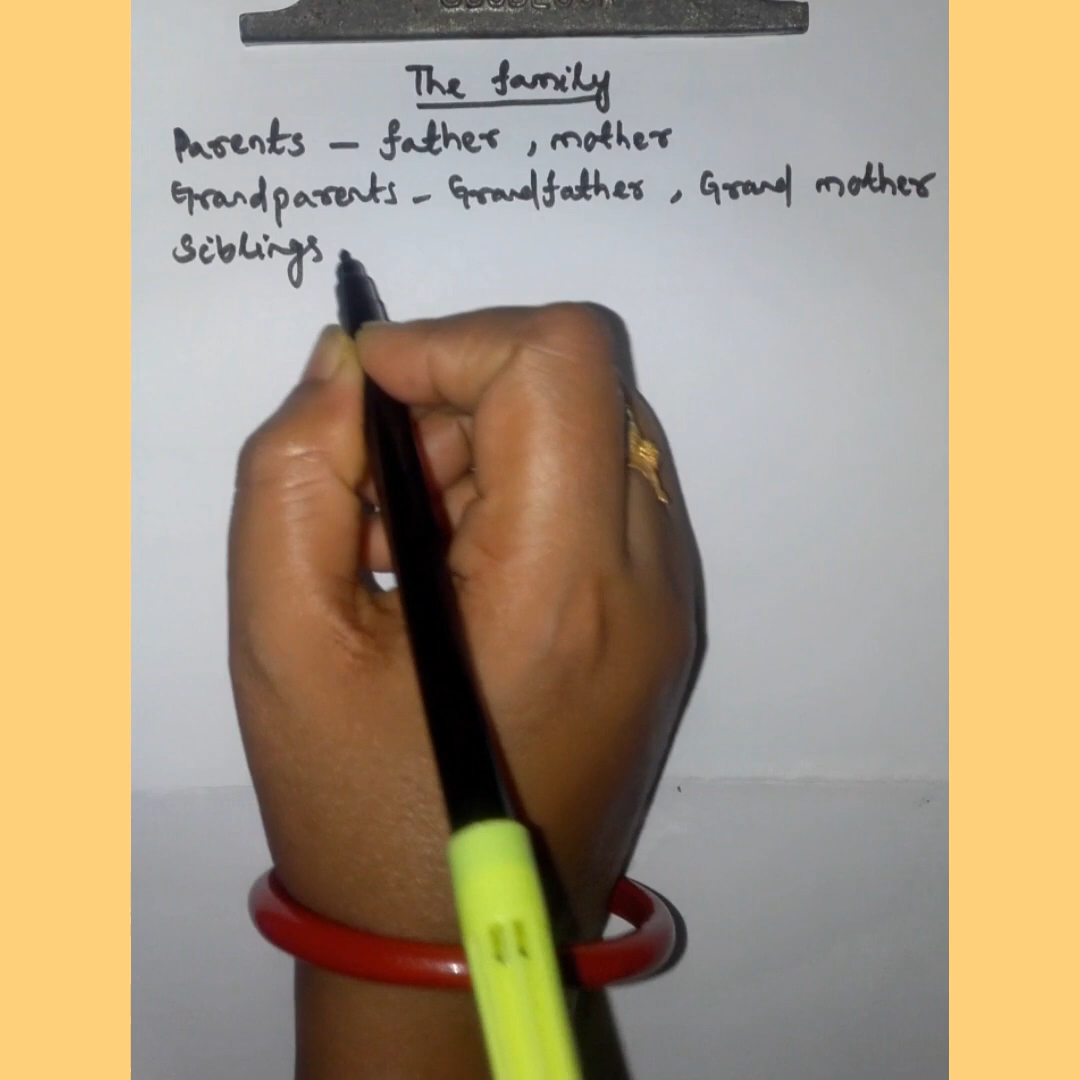 The family
Parents - father , mother
Grandparents - Grandfather , Grand mother
Siblings